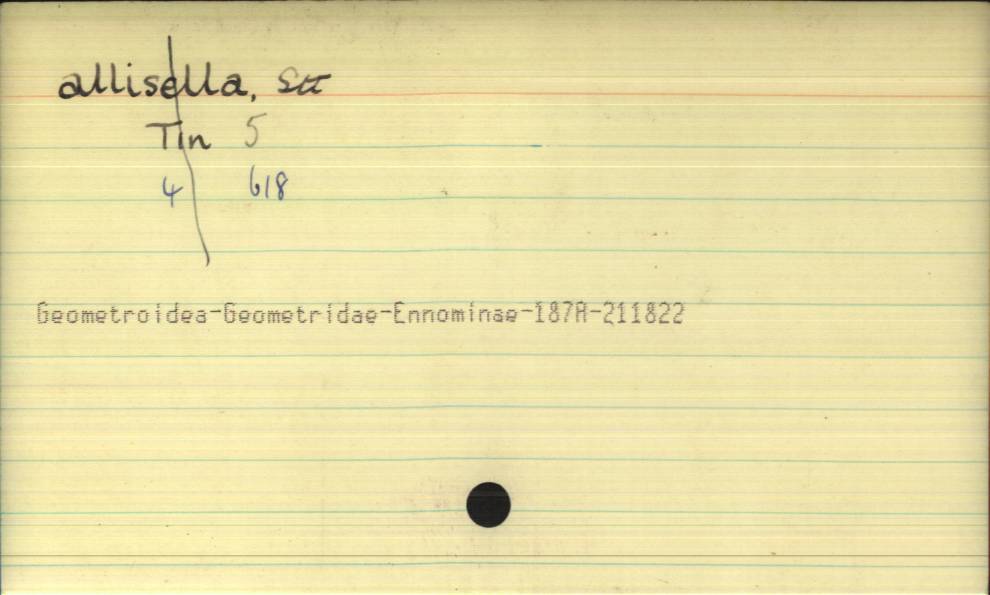 allisella, Stt
Tin 5
4 618
Geometroidea-Geometridae-Ennominae-187A-211822